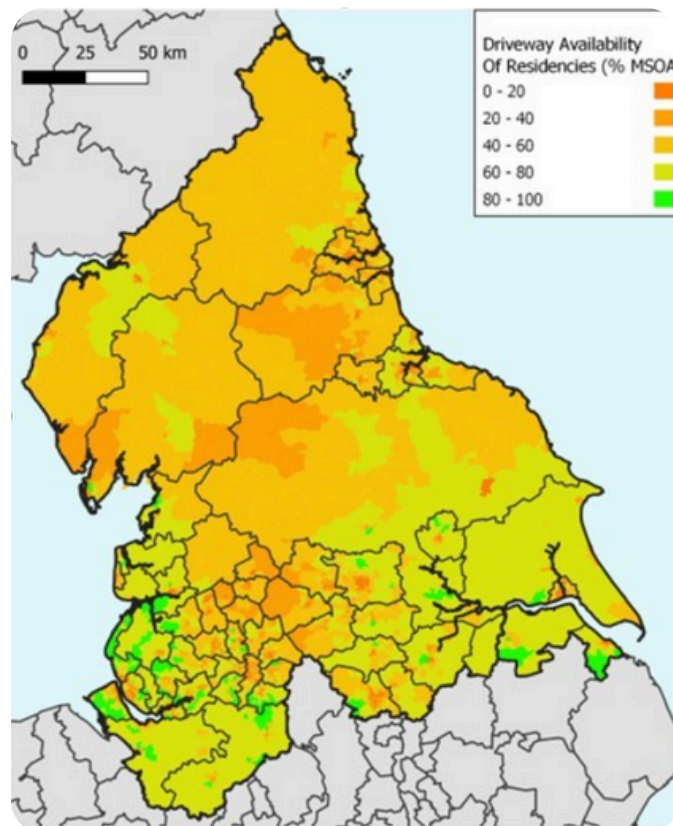 0 25 50 km
Driveway Availability
Of Residencies (% MSOA
0 - 20
20 - 40
40 - 60
60 - 80
80 - 100